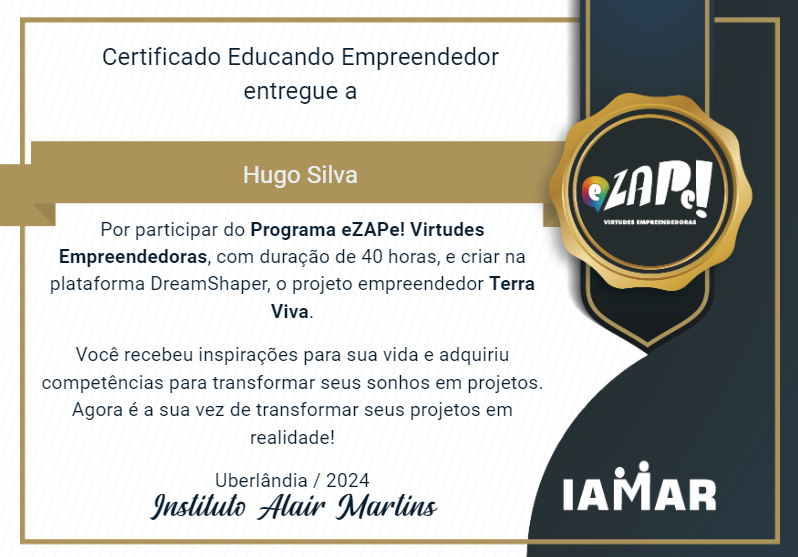 Certificado Educando Empreendedor
entregue a
Hugo Silva
Por participar do Programa eZAPe! Virtudes
Empreendedoras, com duração de 40 horas, e criar na
plataforma DreamShaper, o projeto empreendedor Terra
Viva.
Você recebeu inspirações para sua vida e adquiriu
competências para transformar seus sonhos em projetos.
Agora é a sua vez de transformar seus projetos em
realidade!
Uberlândia / 2024
Instituto Alair Martins
eZAPe!
VIRTUDES EMPREENDEDORAS
IAMAR